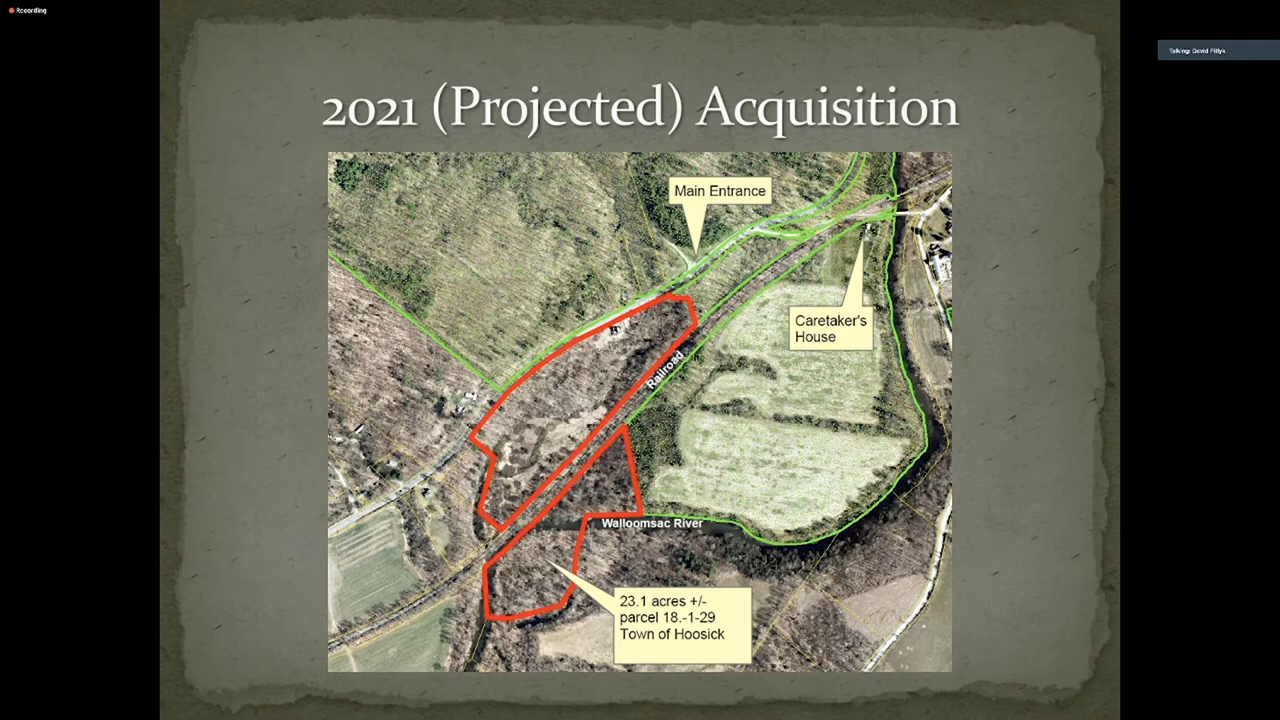 Recording
Talking: David Pitlyk
2021 (Projected) Acquisition
Main Entrance
Caretaker's
House
Railroad
Walloomsac River
23.1 acres +/-
parcel 18.-1-29
Town of Hoosick